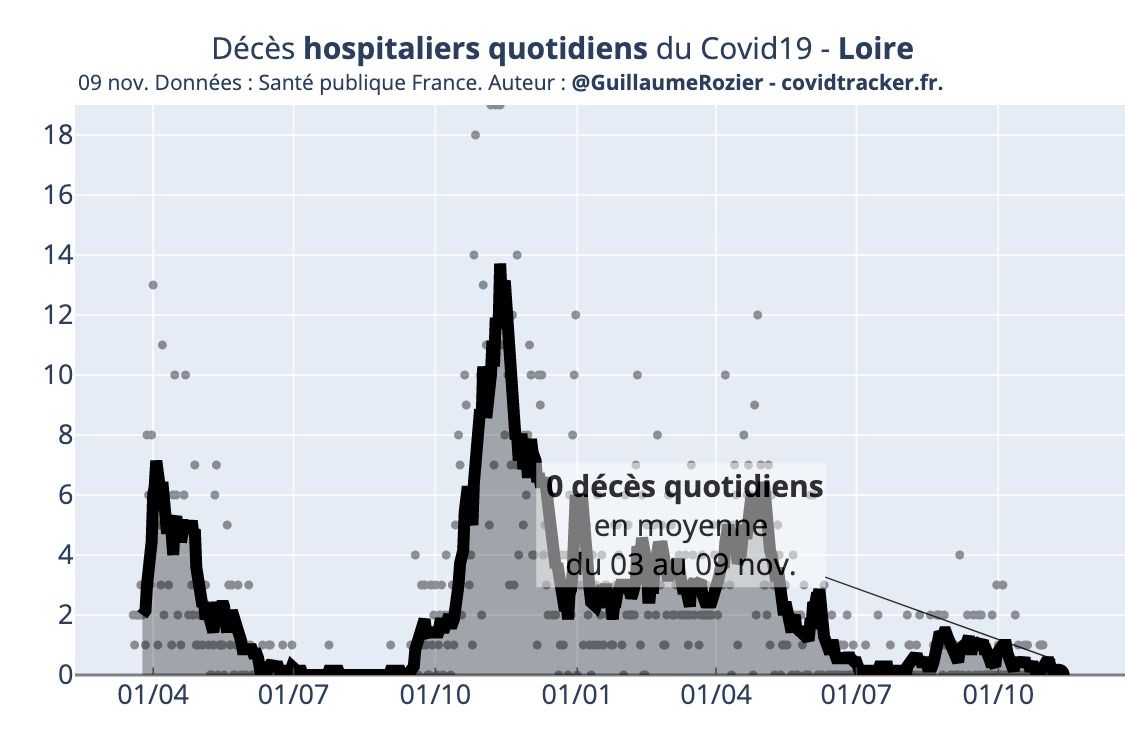 Décès hospitaliers quotidiens du Covid19 - Loire
09 nov. Données : Santé publique France. Auteur : @GuillaumeRozier - covidtracker.fr.
18
16
14
12
10
8
6
4
2
0
0 décès quotidiens
en moyenne
du 03 au 09 nov.
01/04 01/07 01/10 01/01 01/04 01/07 01/10